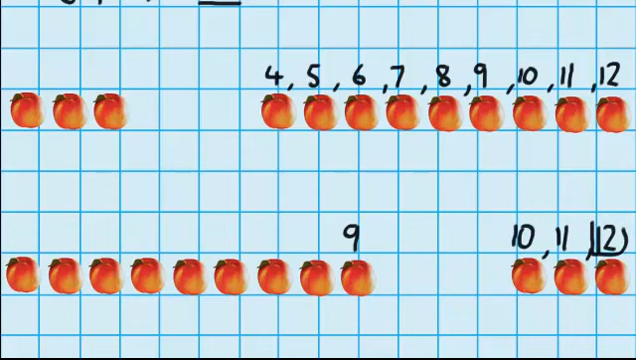 4, 5, 6, 7, 8, 9, 10, 11, 12
9
10, 11, 12)